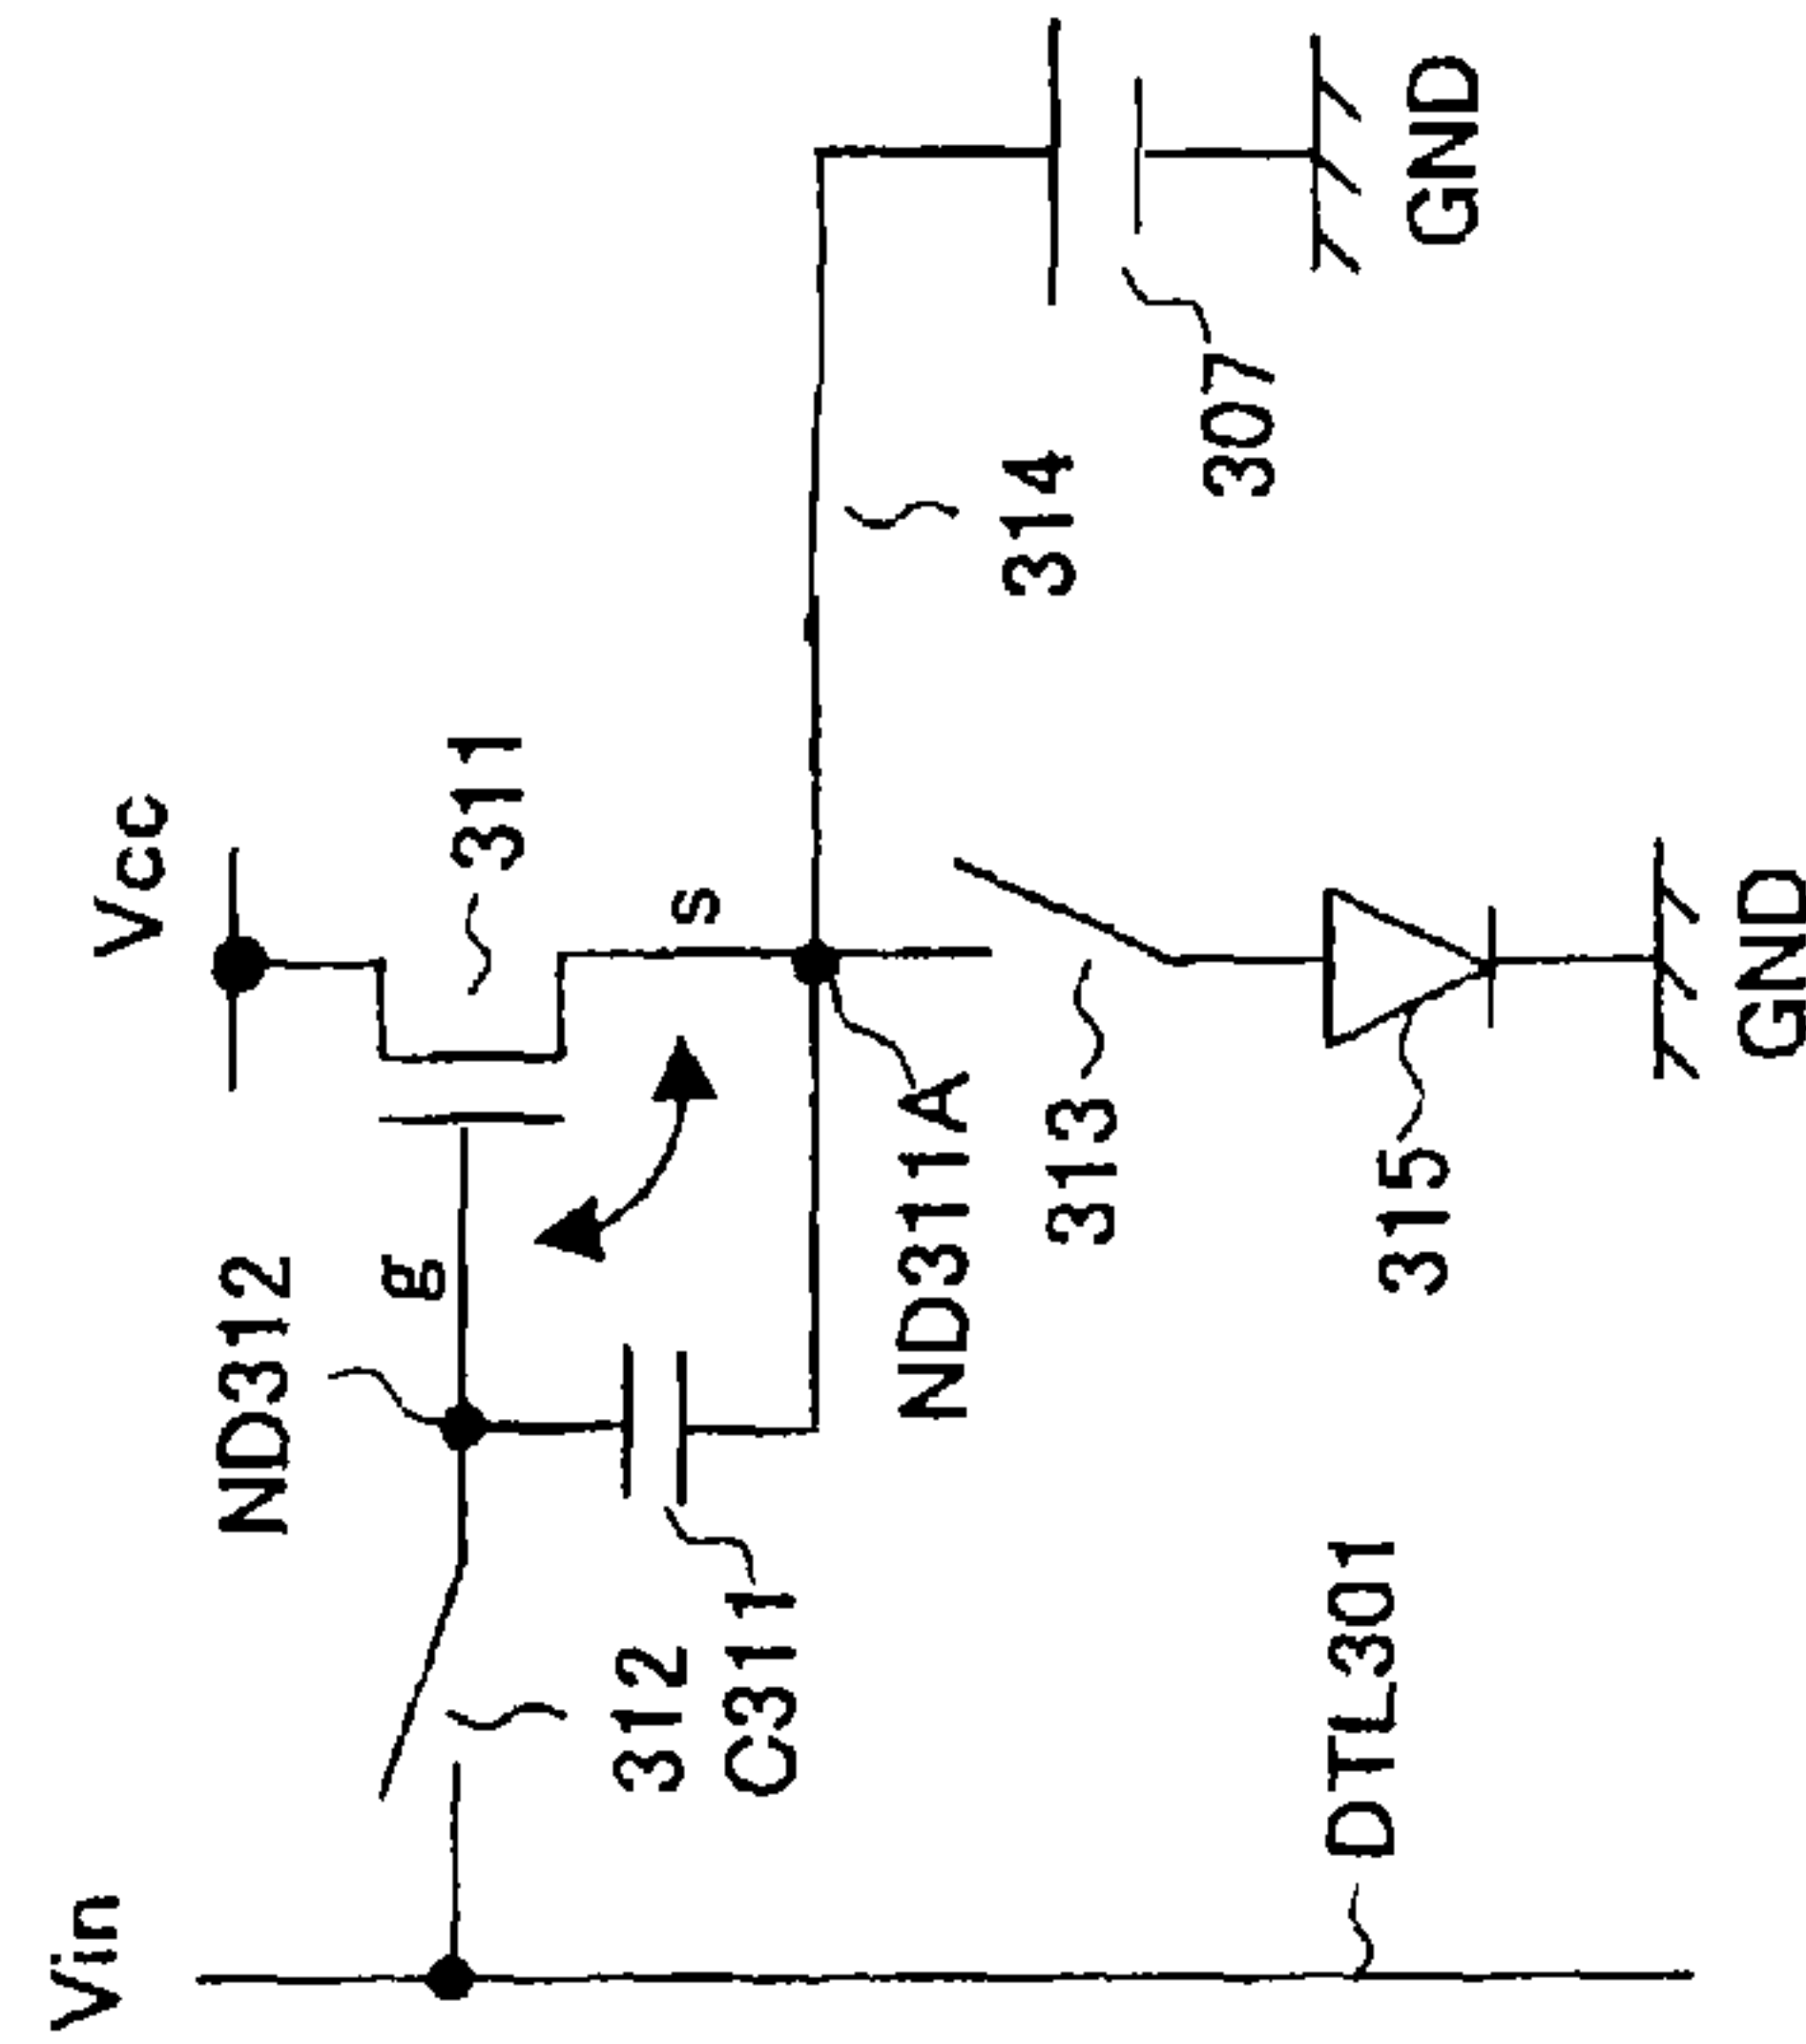 Vcc
311
s
ND312
g
Vin
312
C311
ND311A
314
307
GND
313
315
GND
DTL301